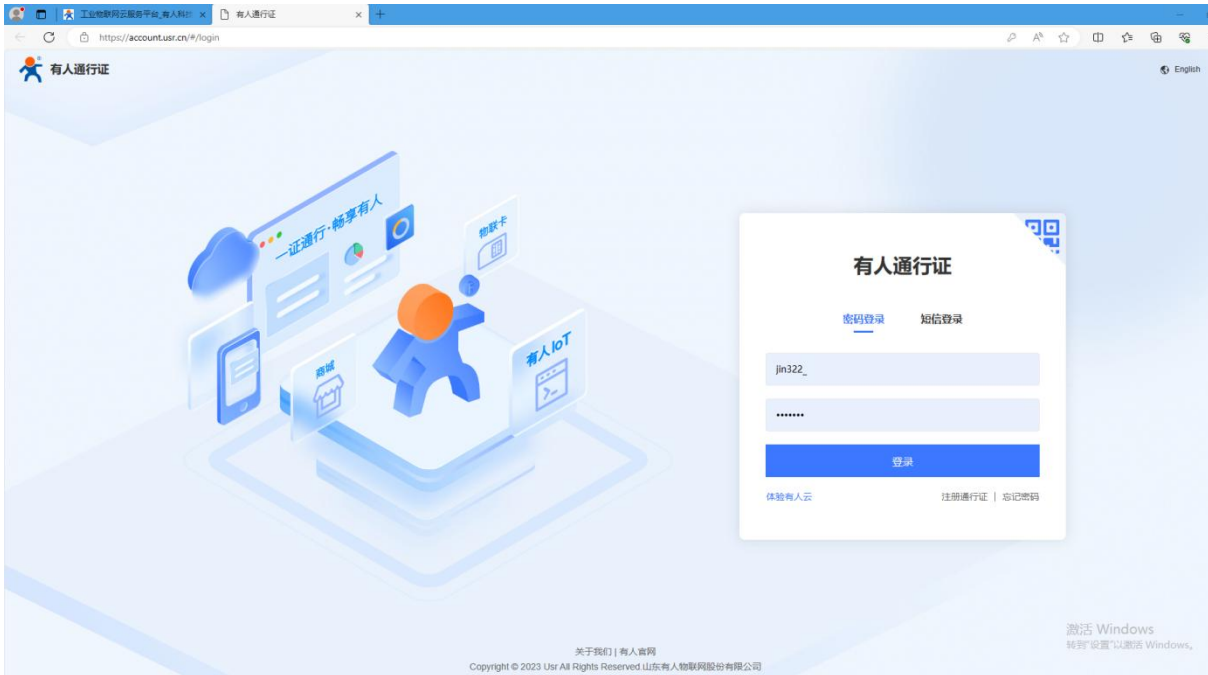 工业物联网云服务平台_有人科技
有人通行证
https://account.usr.cn/#/login
有人通行证
English
一证通行·畅享有人
物联卡
商城
有人IoT
有人通行证
密码登录 短信登录
jin322_
•••••••
登录
体验有人云 注册通行证 | 忘记密码
激活 Windows
转到"设置"以激活 Windows。
关于我们 | 有人官网
Copyright © 2023 Usr All Rights Reserved 山东有人物联网股份有限公司